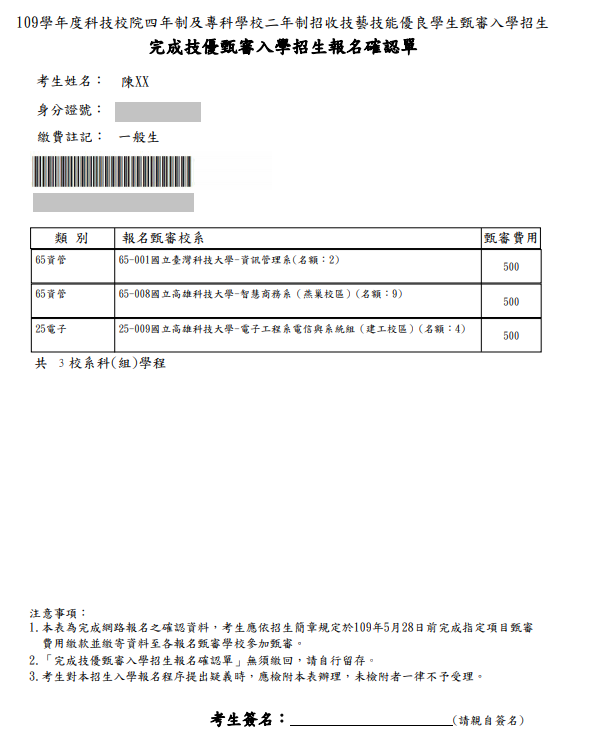 109學年度科技校院四年制及專科學校二年制招收技藝技能優良學生甄審入學招生
完成技優甄審入學招生報名確認單
考生姓名： 陳XX
身分證號：
繳費註記： 一般生
類 別 報名甄審校系 甄審費用
65資管 65-001國立臺灣科技大學-資訊管理系(名額：2) 500
65資管 65-008國立高雄科技大學-智慧商務系（燕巢校區）(名額：9) 500
25電子 25-009國立高雄科技大學-電子工程系電信與系統組（建工校區）(名額：4) 500
共 3 校系科(組)學程
注意事項：
1.本表為完成網路報名之確認資料，考生應依招生簡章規定於109年5月28日前完成指定項目甄審
費用繳款並繳寄資料至各報名甄審學校參加甄審。
2.「完成技優甄審入學招生報名確認單」無須繳回，請自行留存。
3.考生對本招生入學報名程序提出疑義時，應檢附本表辦理，未檢附者一律不予受理。
考生簽名：(請親自簽名)